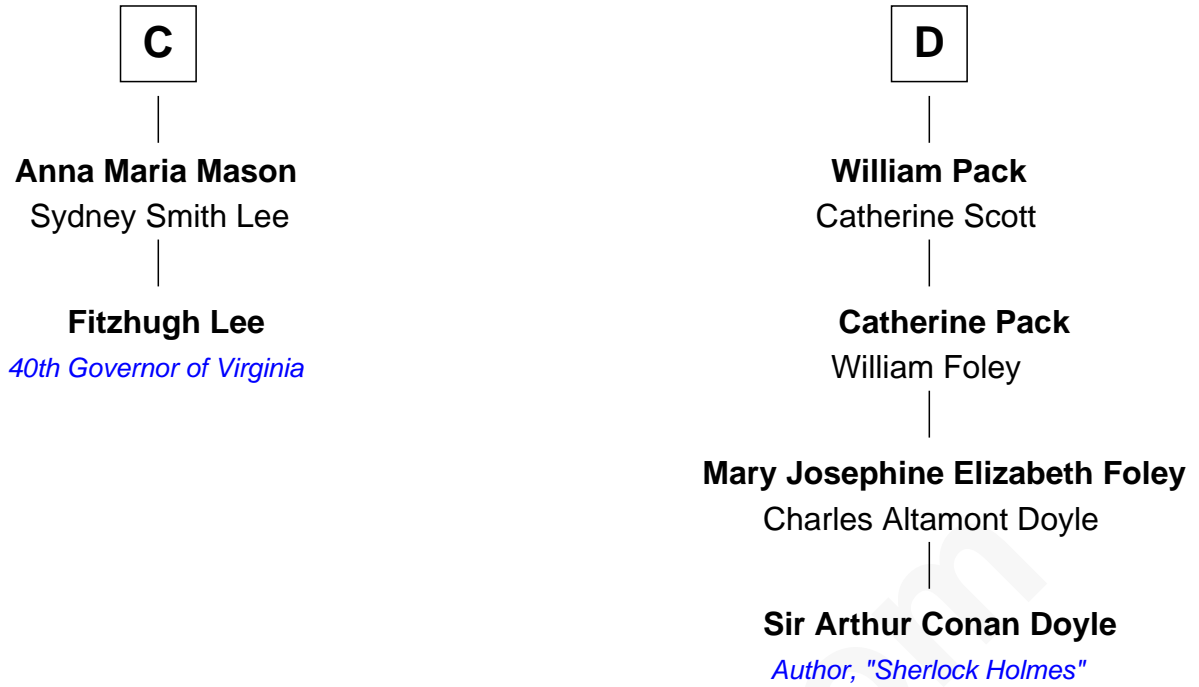 C
Anna Maria Mason
Sydney Smith Lee
Fitzhugh Lee
40th Governor of Virginia
D
William Pack
Catherine Scott
Catherine Pack
William Foley
Mary Josephine Elizabeth Foley
Charles Altamont Doyle
Sir Arthur Conan Doyle
Author, "Sherlock Holmes"